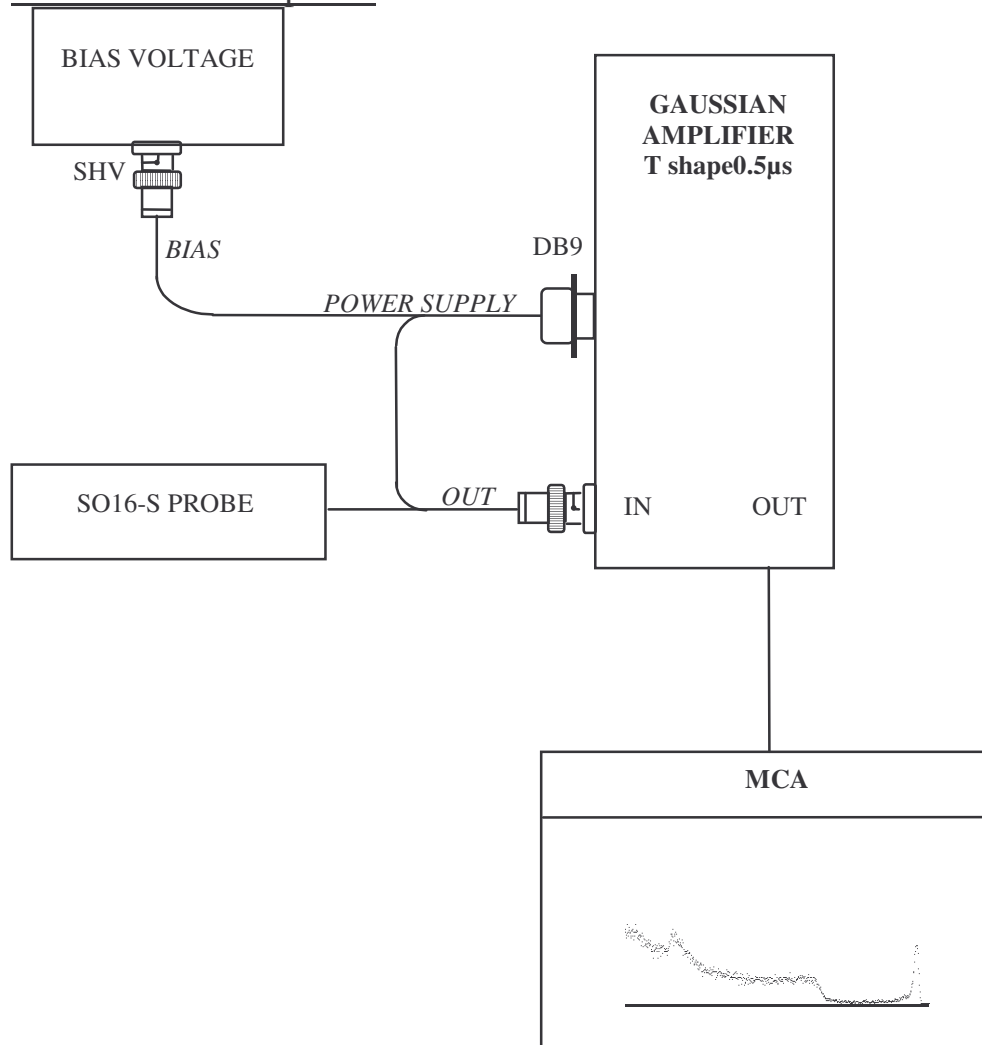 BIAS VOLTAGE
GAUSSIAN
AMPLIFIER
T shape0.5µs
SHV
BIAS
DB9
POWER SUPPLY
SO16-S PROBE
OUT
IN
OUT
MCA